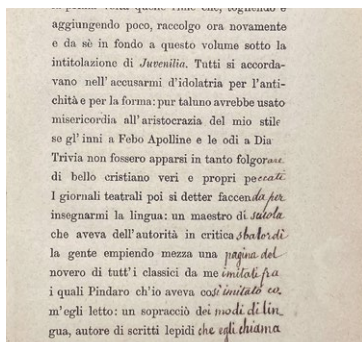 aggiungendo poco, raccolgo ora novamente
e da sè in fondo a questo volume sotto la
intitolazione di Juvenilia. Tutti si accorda-
vano nell'accusarmi d'idolatria per l'anti-
chità e per la forma: pur taluno avrebbe usato
misericordia all'aristocrazia del mio stile
se gl'inni a Febo Apolline e le odi a Dia
Trivia non fossero apparsi in tanto folgorare
di bello cristiano veri e propri peccati
I giornali teatrali poi si detter faccenda per
insegnarmi la lingua: un maestro di scuola
che aveva dell'autorità in critica sbalordì
la gente empiendo mezza una pagina del
novero di tutt'i classici da me imitati fra
i quali Pindaro ch'io aveva così imitato co-
m'egli letto: un sopracciò dei modi di lin
gua, autore di scritti lepidi che egli chiama